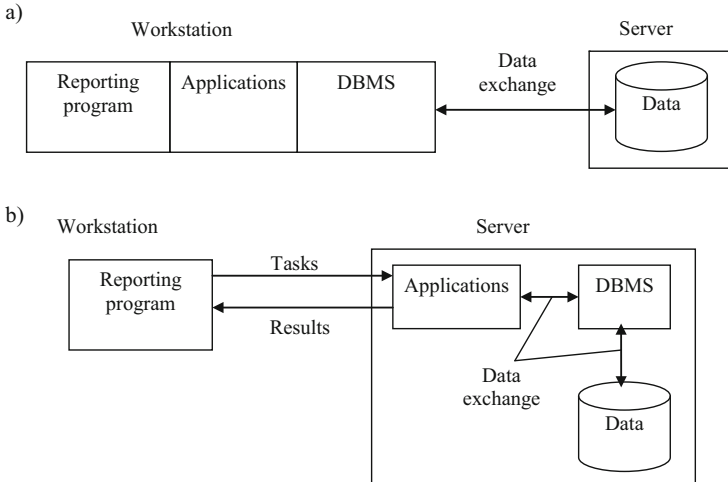 a)
Workstation
Server
Reporting
program
Applications
DBMS
Data
exchange
Data
b)
Workstation
Server
Reporting
program
Tasks
Results
Applications
DBMS
Data
exchange
Data